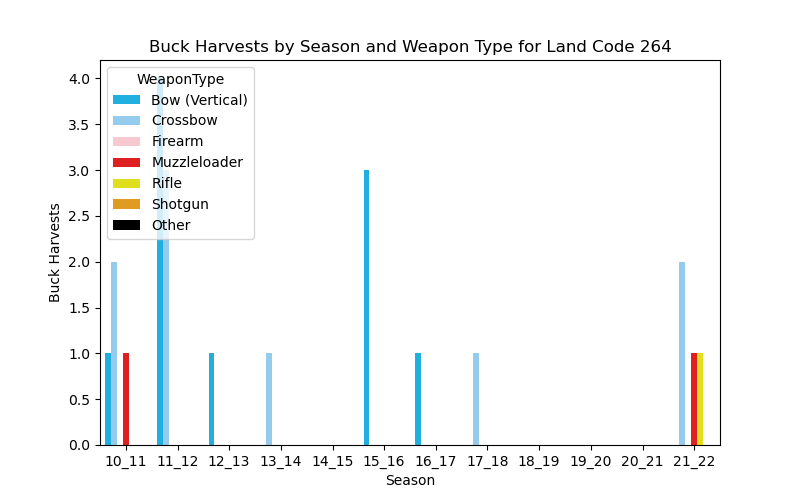 Buck Harvests by Season and Weapon Type for Land Code 264
WeaponType
Bow (Vertical)
Crossbow
Firearm
Muzzleloader
Rifle
Shotgun
Other
Buck Harvests
4.0
3.5
3.0
2.5
2.0
1.5
1.0
0.5
0.0
10_11 11_12 12_13 13_14 14_15 15_16 16_17 17_18 18_19 19_20 20_21 21_22
Season